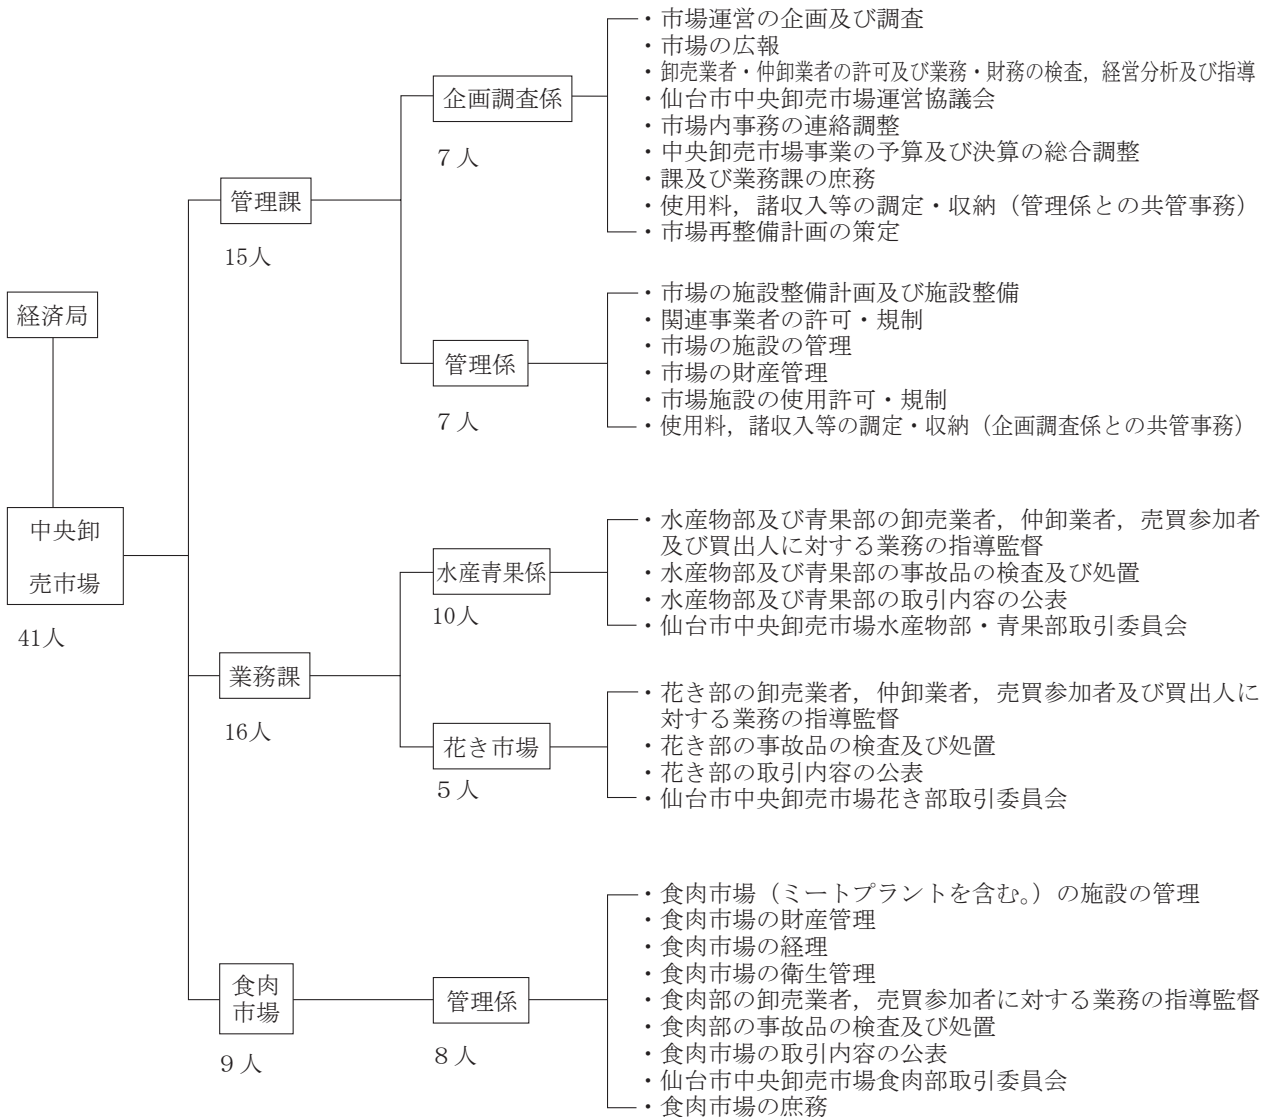 経済局
中央卸
売市場
41人
管理課
15人
企画調査係
7人
・市場運営の企画及び調査
・市場の広報
・卸売業者・仲卸業者の許可及び業務・財務の検査，経営分析及び指導
・仙台市中央卸売市場運営協議会
・市場内事務の連絡調整
・中央卸売市場事業の予算及び決算の総合調整
・課及び業務課の庶務
・使用料，諸収入等の調定・収納（管理係との共管事務）
・市場再整備計画の策定
管理係
7人
・市場の施設整備計画及び施設整備
・関連事業者の許可・規制
・市場の施設の管理
・市場の財産管理
・市場施設の使用許可・規制
・使用料，諸収入等の調定・収納（企画調査係との共管事務）
業務課
16人
水産青果係
10人
・水産物部及び青果部の卸売業者，仲卸業者，売買参加者
及び買出人に対する業務の指導監督
・水産物部及び青果部の事故品の検査及び処置
・水産物部及び青果部の取引内容の公表
・仙台市中央卸売市場水産物部・青果部取引委員会
花き市場
5人
・花き部の卸売業者，仲卸業者，売買参加者及び買出人に
対する業務の指導監督
・花き部の事故品の検査及び処置
・花き部の取引内容の公表
・仙台市中央卸売市場花き部取引委員会
食肉
市場
9人
管理係
8人
・食肉市場（ミートプラントを含む。）の施設の管理
・食肉市場の財産管理
・食肉市場の経理
・食肉市場の衛生管理
・食肉部の卸売業者，売買参加者に対する業務の指導監督
・食肉部の事故品の検査及び処置
・食肉市場の取引内容の公表
・仙台市中央卸売市場食肉部取引委員会
・食肉市場の庶務